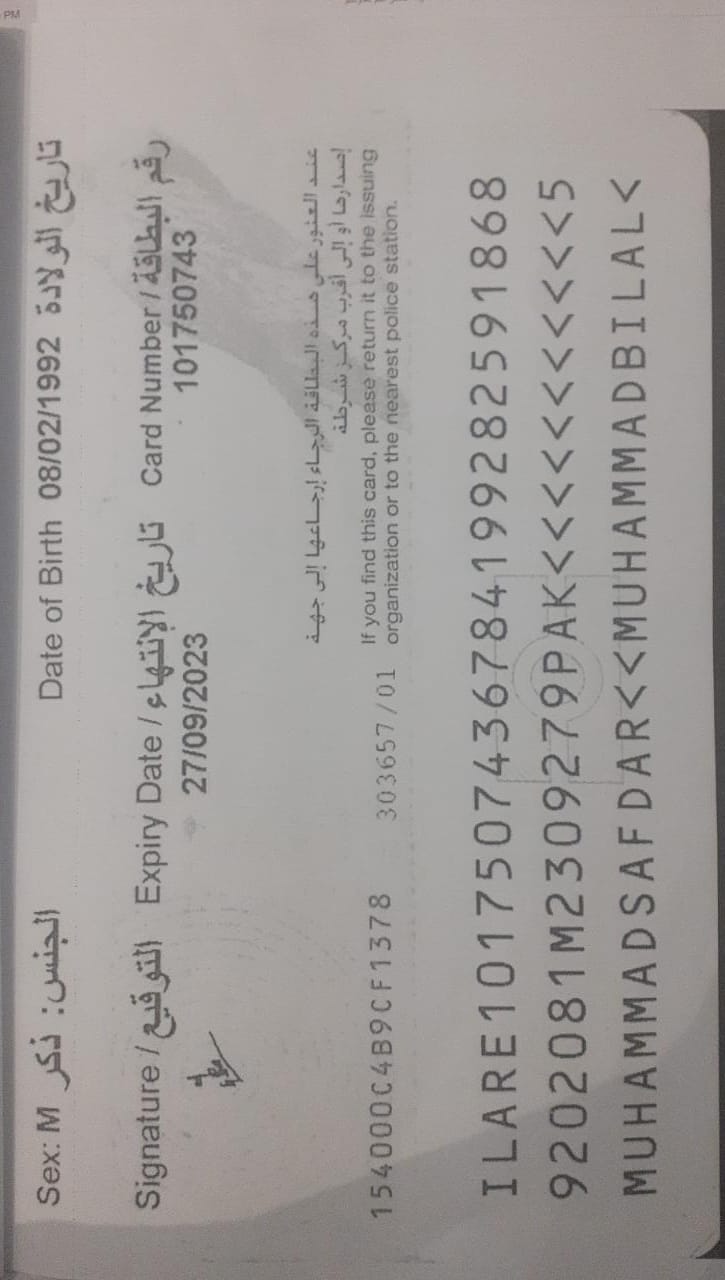 PM
Sex: M الجنس: ذكر Date of Birth 08/02/1992 تاريخ الولادة
Signature / التوقيع Expiry Date / تاريخ الإنتهاء Card Number / رقم البطاقة
27/09/2023 101750743
عند العثور على هذه البطاقة الرجاء إرجاعها إلى جهة
إصدارها أو إلى أقرب مركز شرطة
If you find this card, please return it to the issuing
organization or to the nearest police station.
154000C4B9CF1378 303657/01
ILARE1017507436784199282591868
9202081M2309279PAK<<<<<<<<<<<5
MUHAMMADSAFDAR<<MUHAMMADBILAL<